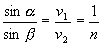 sin α / sin β = v₁ / v₂ = 1 / n